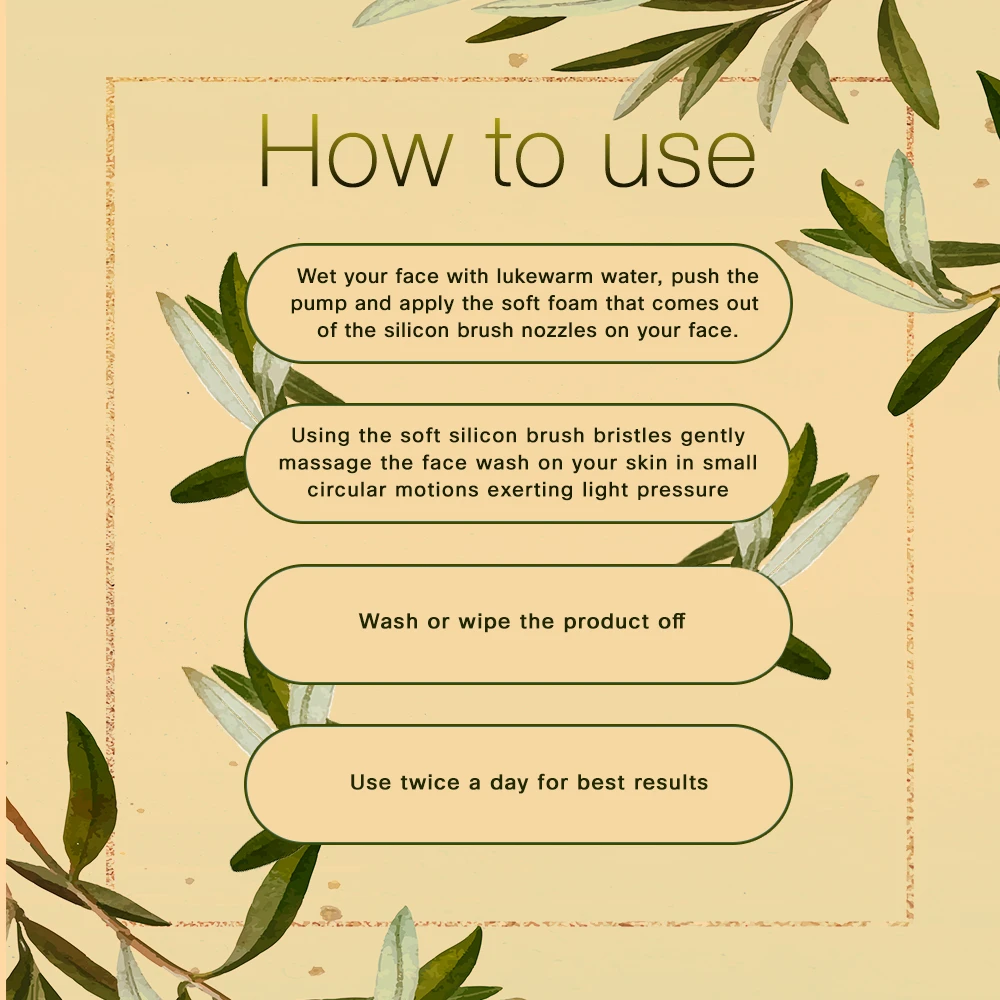 How to use
Wet your face with lukewarm water, push the
pump and apply the soft foam that comes out
of the silicon brush nozzles on your face.
Using the soft silicon brush bristles gently
massage the face wash on your skin in small
circular motions exerting light pressure
Wash or wipe the product off
Use twice a day for best results